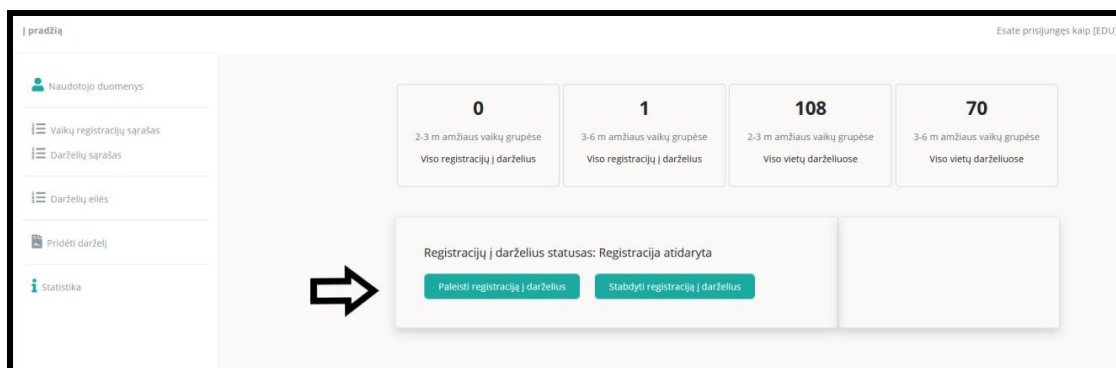 Į pradžią
Esate prisijungęs kaip [EDU]
Naudotojo duomenys
Vaikų registracijų sąrašas
Darželių sąrašas
Darželių eilės
Pridėti darželį
Statistika
0
2-3 m amžiaus vaikų grupėse
Viso registracijų į darželius
1
3-6 m amžiaus vaikų grupėse
Viso registracijų į darželius
108
2-3 m amžiaus vaikų grupėse
Viso vietų darželiuose
70
3-6 m amžiaus vaikų grupėse
Viso vietų darželiuose
Registracijų į darželius statusas: Registracija atidaryta
Paleisti registraciją į darželius
Stabdyti registraciją į darželius